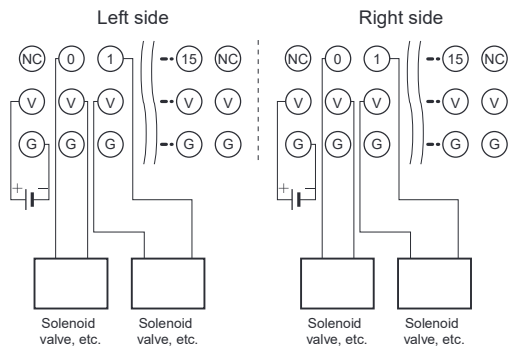 Left side Right side
NC 0 1 15 NC NC 0 1 15 NC
V V V V V V V V V V
G G G G G G G G G G
+ − + −
Solenoid valve, etc. Solenoid valve, etc. Solenoid valve, etc. Solenoid valve, etc.